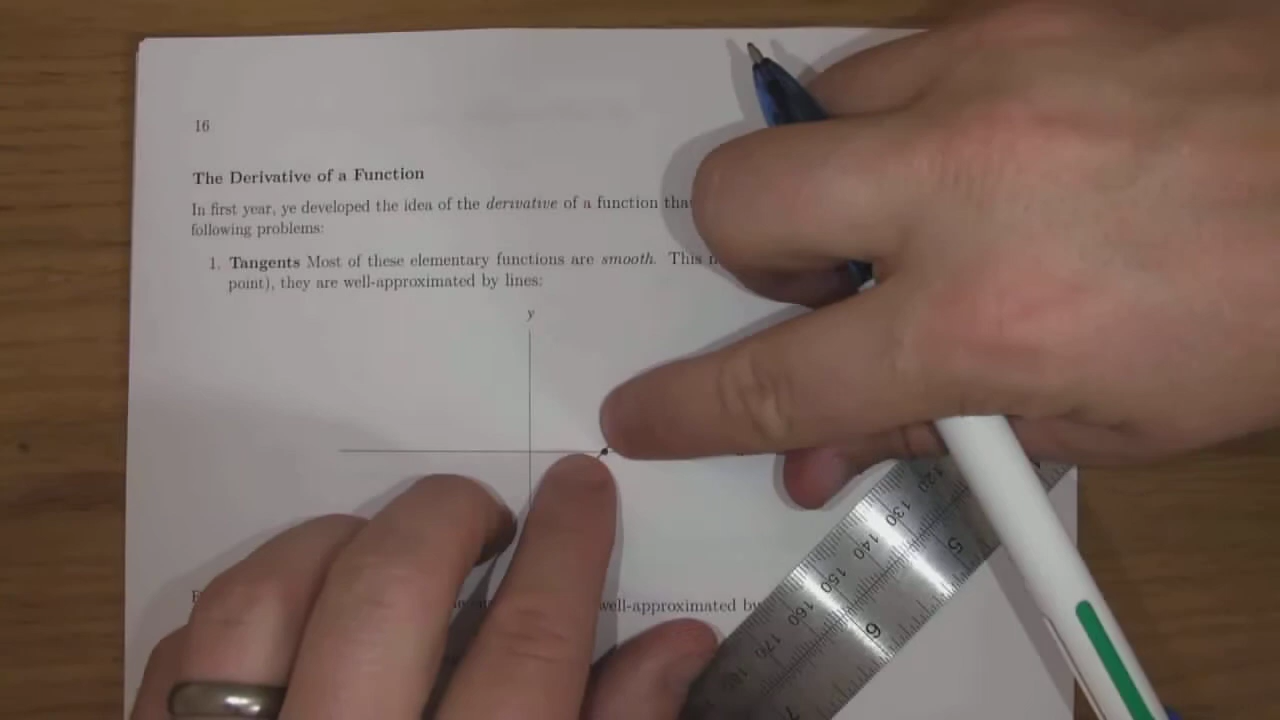 16
The Derivative of a Function
In first year, ye developed the idea of the derivative of a function
following problems:
1. Tangents Most of these elementary functions are smooth. This
point), they are well-approximated by lines:
y
well-approximated by
120
130
140
150
160
170
5
6
7